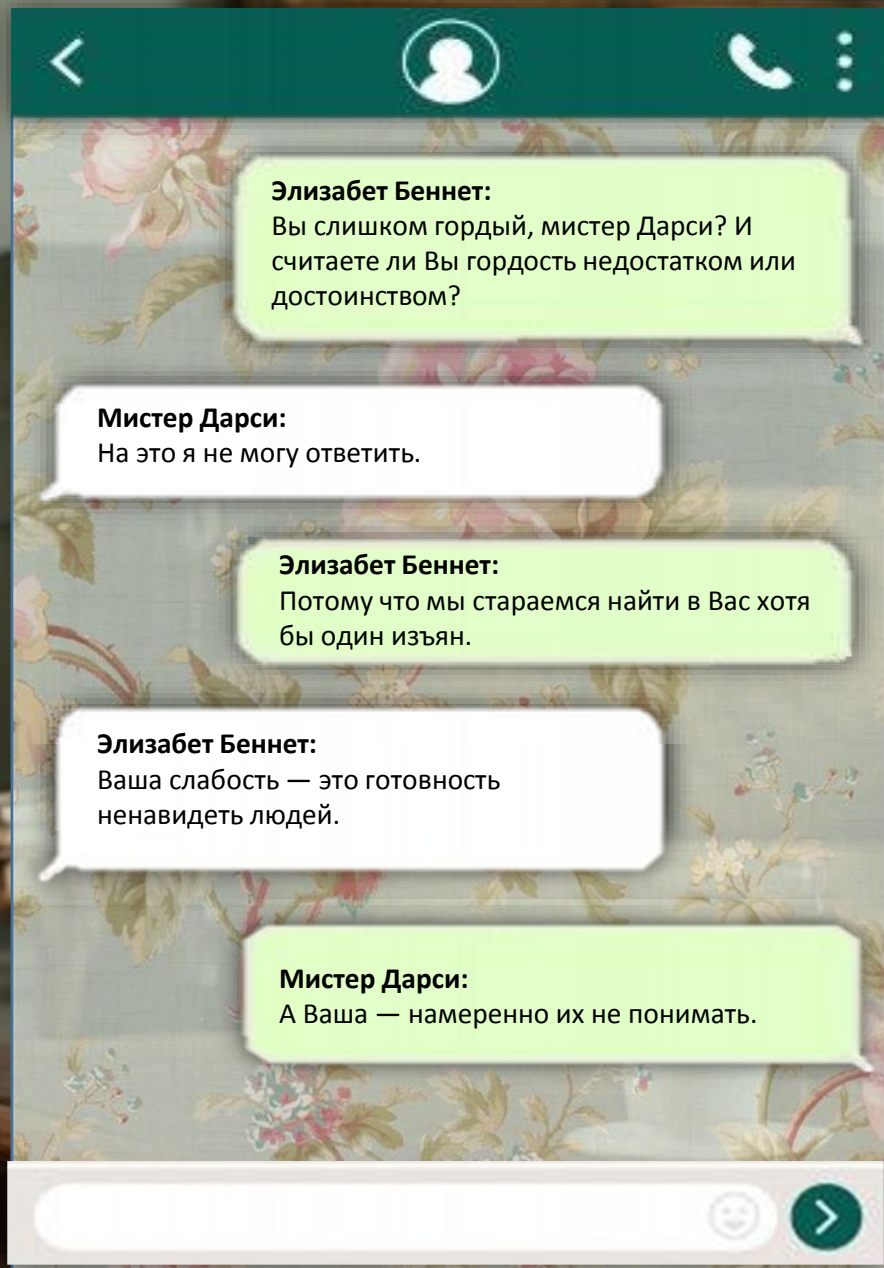 Элизабет Беннет:
Вы слишком гордый, мистер Дарси? И
считаете ли Вы гордость недостатком или
достоинством?
Мистер Дарси:
На это я не могу ответить.
Элизабет Беннет:
Потому что мы стараемся найти в Вас хотя
бы один изъян.
Элизабет Беннет:
Ваша слабость — это готовность
ненавидеть людей.
Мистер Дарси:
А Ваша — намеренно их не понимать.